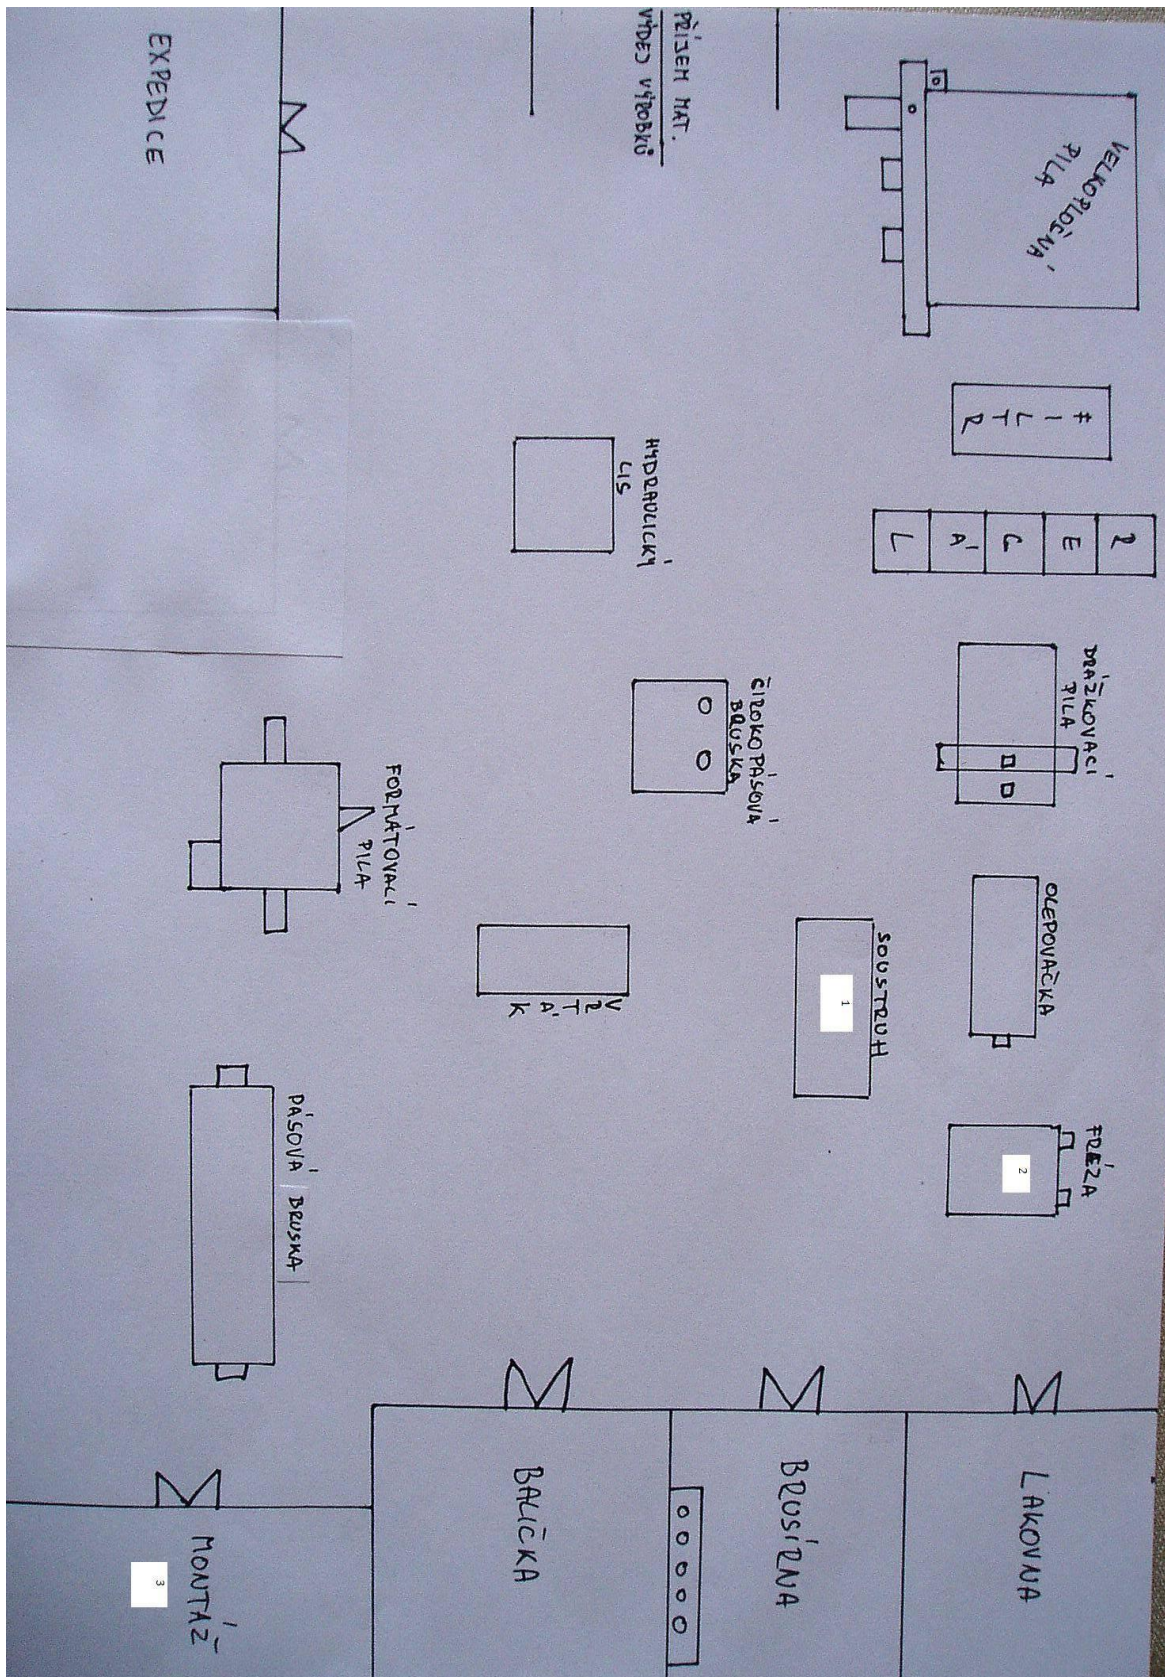 VELKOPLOŠNÁ
PILA
FILTR
REGÁL
DRÁŽKOVACÍ
PILA
OLEPOVAČKA
FRÉZA
2
LAKOVNA
SOUSTRUH
1
BRUSÍRNA
PŘÍJEM MAT.
VÝDEJ VÝROBKŮ
HYDRAULICKÝ
LIS
ŠIROKOPÁSOVÁ
BRUSKA
VRTÁK
BALIČKA
FORMÁTOVACÍ
PILA
PÁSOVÁ BRUSKA
EXPEDICE
MONTÁŽ
3